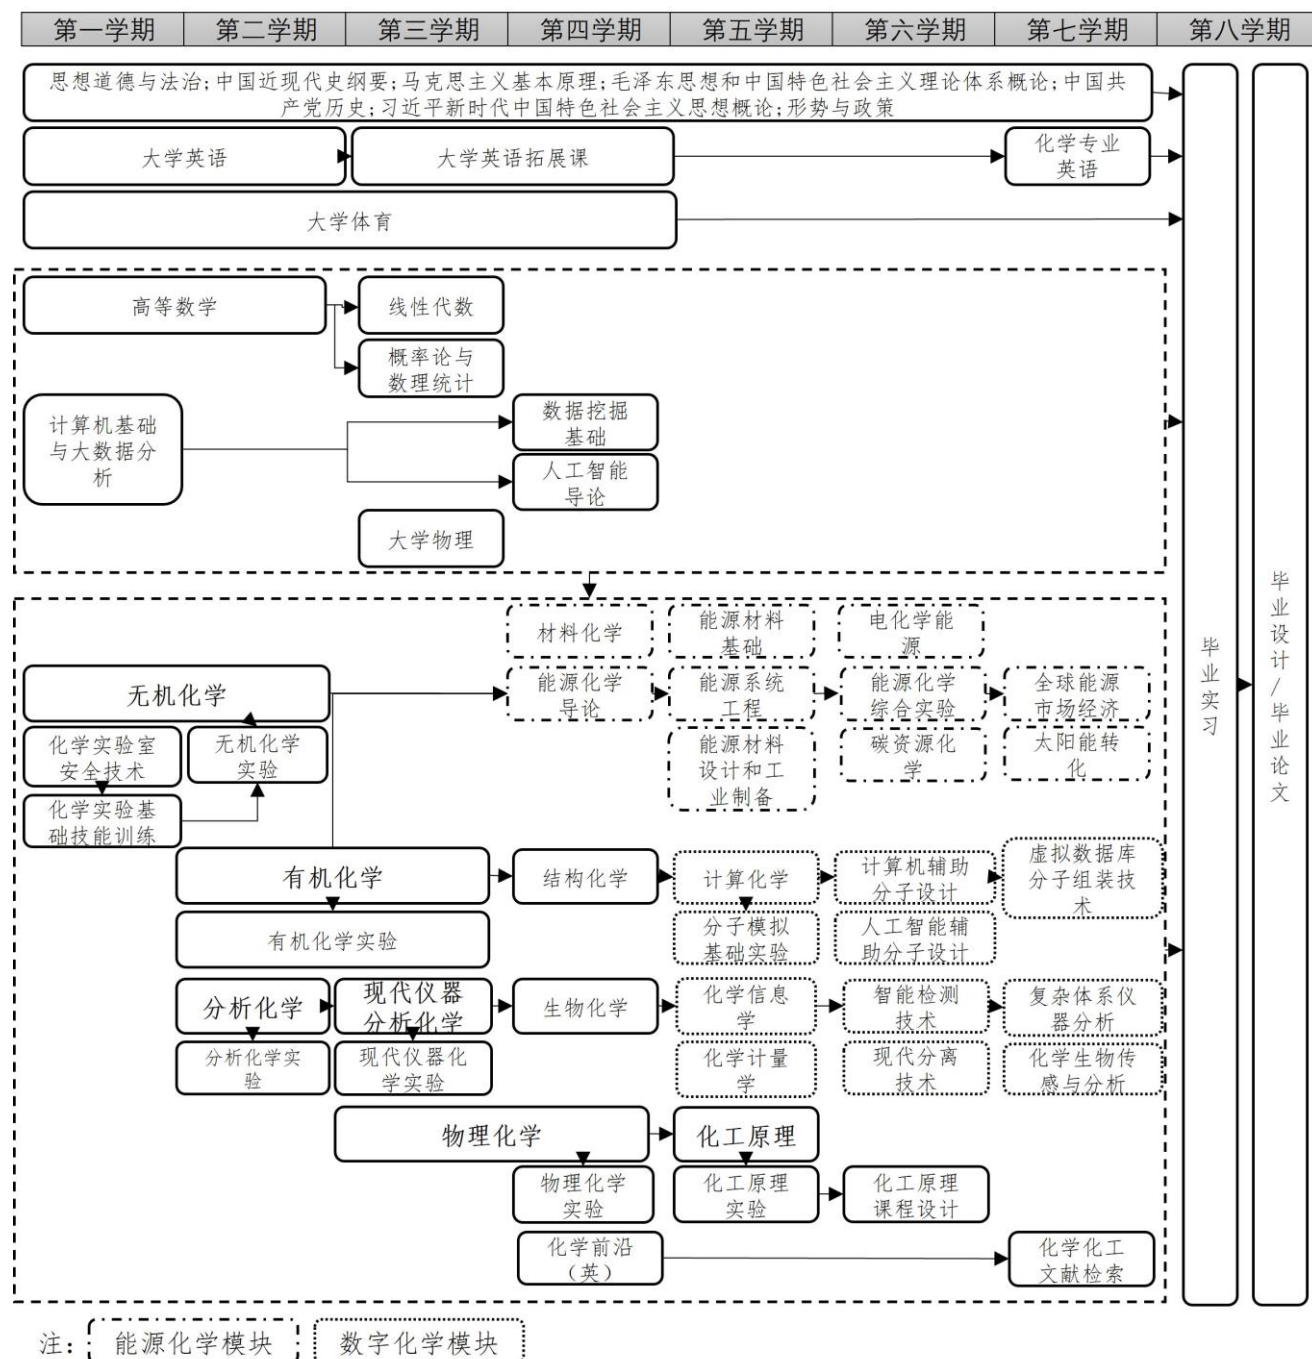 第一学期 第二学期 第三学期 第四学期 第五学期 第六学期 第七学期 第八学期
思想道德与法治;中国近现代史纲要;马克思主义基本原理;毛泽东思想和中国特色社会主义理论体系概论;中国共
产党历史;习近平新时代中国特色社会主义思想概论;形势与政策
大学英语
大学英语拓展课
化学专业
英语
大学体育
高等数学
线性代数
概率论与
数理统计
计算机基础
与大数据分
析
数据挖掘
基础
人工智能
导论
大学物理
材料化学
能源材料
基础
电化学能
源
无机化学
能源化学
导论
能源系统
工程
能源化学
综合实验
全球能源
市场经济
化学实验室
安全技术
无机化学
实验
能源材料
设计和工
业制备
碳资源化
学
太阳能转
化
化学实验基
础技能训练
有机化学
结构化学
计算化学
计算机辅助
分子设计
虚拟数据库
分子组装技
术
有机化学实验
分子模拟
基础实验
人工智能辅
助分子设计
分析化学
现代仪器
分析化学
生物化学
化学信息
学
智能检测
技术
复杂体系仪
器分析
分析化学实
验
现代仪器化
学实验
化学计量
学
现代分离
技术
化学生物传
感与分析
物理化学
化工原理
物理化学
实验
化工原理
实验
化工原理
课程设计
化学前沿
（英）
化学化工
文献检索
毕业实习
毕业设计/毕业论文
注: 能源化学模块 数字化学模块